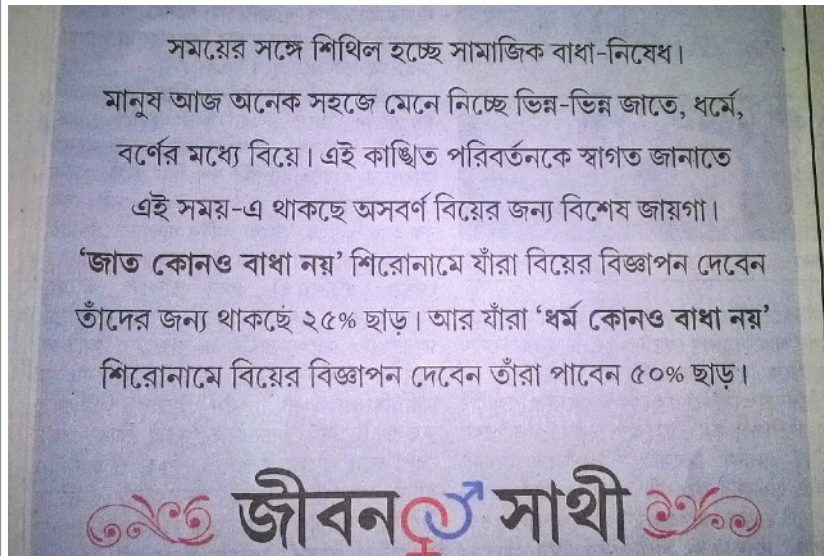 সময়ের সঙ্গে শিথিল হচ্ছে সামাজিক বাধা-নিষেধ।
মানুষ আজ অনেক সহজে মেনে নিচ্ছে ভিন্ন-ভিন্ন জাতে, ধর্মে,
বর্ণের মধ্যে বিয়ে। এই কাঙ্খিত পরিবর্তনকে স্বাগত জানাতে
এই সময়-এ থাকছে অসবর্ণ বিয়ের জন্য বিশেষ জায়গা।
‘জাত কোনও বাধা নয়’ শিরোনামে যাঁরা বিয়ের বিজ্ঞাপন দেবেন
তাঁদের জন্য থাকছে ২৫% ছাড়। আর যাঁরা ‘ধর্ম কোনও বাধা নয়’
শিরোনামে বিয়ের বিজ্ঞাপন দেবেন তাঁরা পাবেন ৫০% ছাড়।
জীবন সাথী